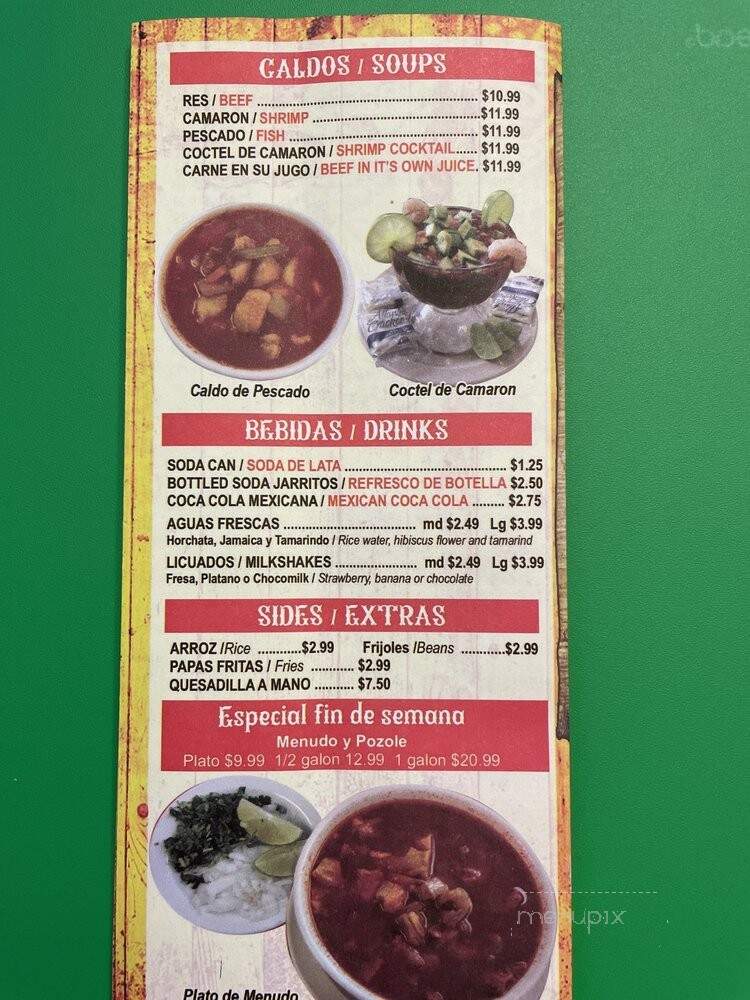 CALDOS / SOUPS
RES / BEEF ........ $10.99
CAMARON / SHRIMP ........ $11.99
PESCADO / FISH ........ $11.99
COCTEL DE CAMARON / SHRIMP COCKTAIL...... $11.99
CARNE EN SU JUGO / BEEF IN IT'S OWN JUICE. $11.99
Caldo de Pescado
Coctel de Camaron
BEBIDAS / DRINKS
SODA CAN / SODA DE LATA ........ $1.25
BOTTLED SODA JARRITOS / REFRESCO DE BOTELLA $2.50
COCA COLA MEXICANA / MEXICAN COCA COLA ......... $2.75
AGUAS FRESCAS ........ md $2.49 Lg $3.99
Horchata, Jamaica y Tamarindo / Rice water, hibiscus flower and tamarind
LICUADOS / MILKSHAKES ........ md $2.49 Lg $3.99
Fresa, Platano o Chocomilk / Strawberry, banana or chocolate
SIDES / EXTRAS
ARROZ /Rice ............$2.99 Frijoles /Beans ............$2.99
PAPAS FRITAS / Fries ............ $2.99
QUESADILLA A MANO ........... $7.50
Especial fin de semana
Menudo y Pozole
Plato $9.99 1/2 galon 12.99 1 galon $20.99
Plato de Menudo
menupix